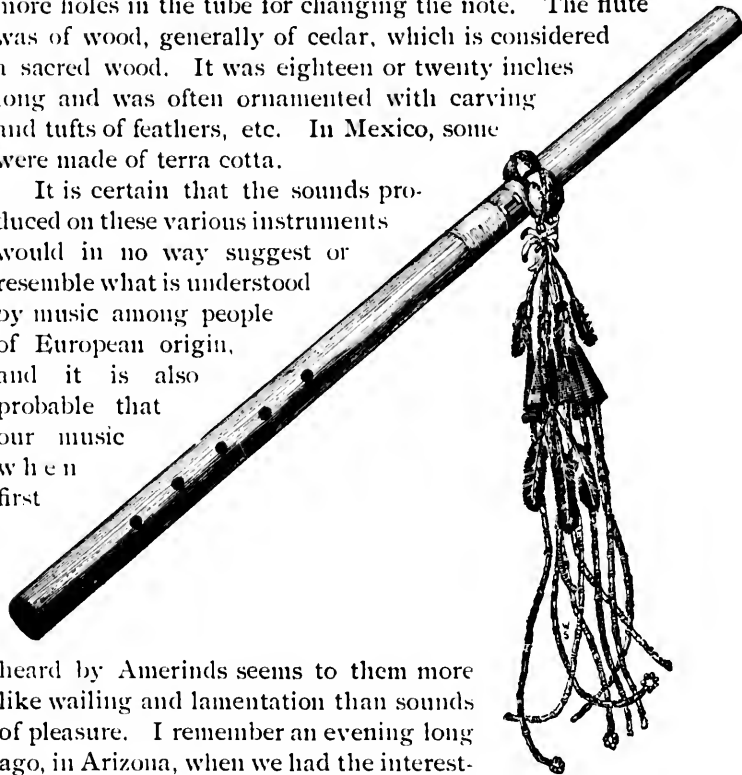 more holes in the tube for changing the note. The flute
was of wood, generally of cedar, which is considered
a sacred wood. It was eighteen or twenty inches
long and was often ornamented with carving
and tufts of feathers, etc. In Mexico, some
were made of terra cotta.
It is certain that the sounds pro-
duced on these various instruments
would in no way suggest or
resemble what is understood
by music among people
of European origin,
and it is also
probable that
our music
when
first
heard by Amerinds seems to them more
like wailing and lamentation than sounds
of pleasure. I remember an evening long
ago, in Arizona, when we had the interest-